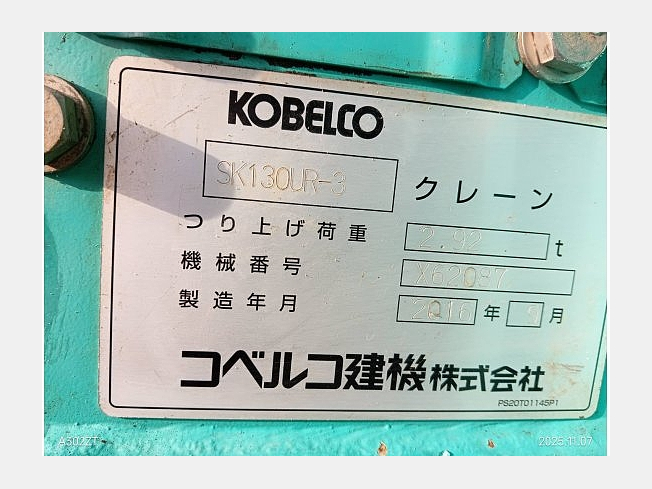 KOBELCO
SK130UR-3 クレーン
つり上げ荷重 2.92 t
機械番号 X62087
製造年月 2016 年 月
コベルコ建機株式会社
PS20T01145P1
A502ZT 2025.11.07